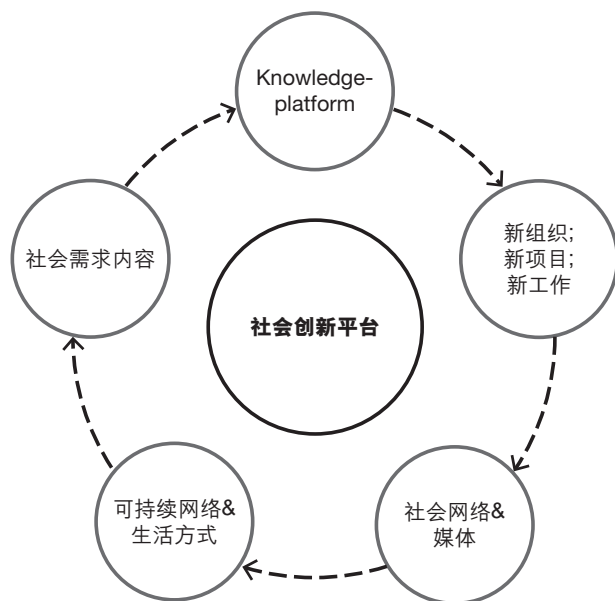 Knowledge-
platform
新组织;
新项目;
新工作
社会需求内容
社会创新平台
可持续网络&
生活方式
社会网络&
媒体